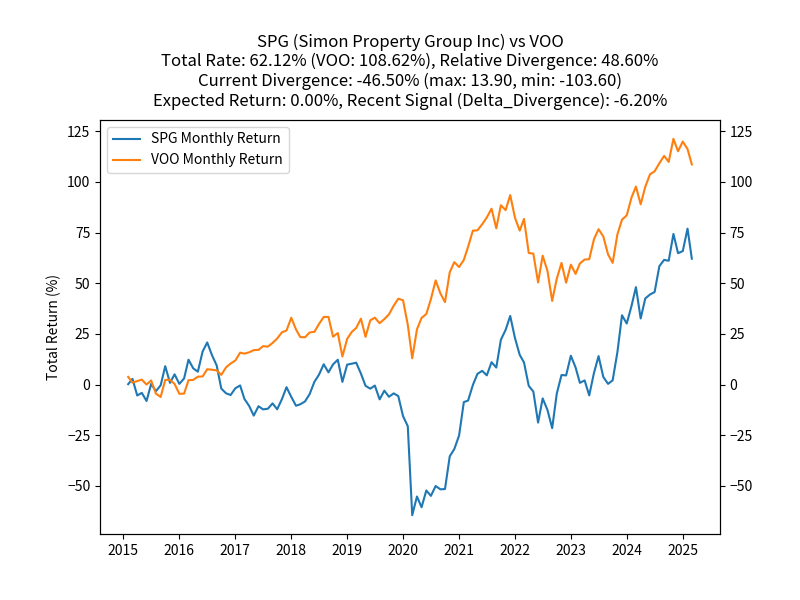 SPG (Simon Property Group Inc) vs VOO
Total Rate: 62.12% (VOO: 108.62%), Relative Divergence: 48.60%
Current Divergence: -46.50% (max: 13.90, min: -103.60)
Expected Return: 0.00%, Recent Signal (Delta_Divergence): -6.20%
SPG Monthly Return
VOO Monthly Return
Total Return (%)
125
100
75
50
25
0
−25
−50
125
100
75
50
25
0
−25
−50
2015 2016 2017 2018 2019 2020 2021 2022 2023 2024 2025